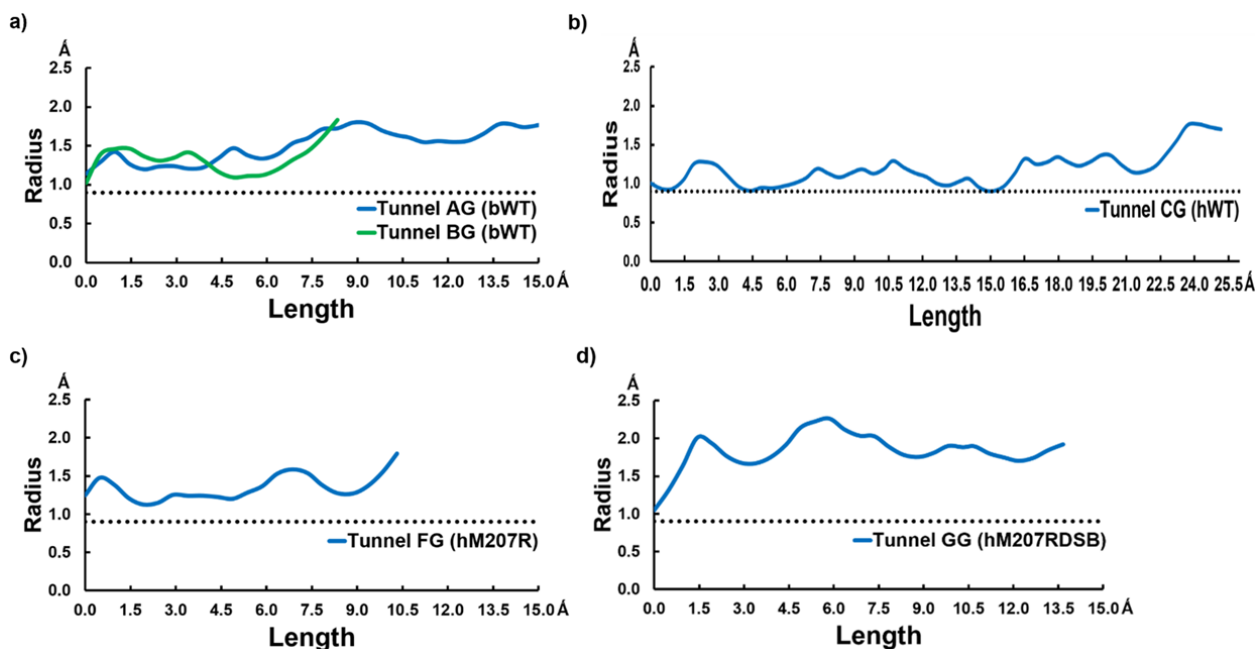 a)
Å
2.5
2.0
1.5
1.0
0.5
0.0
Radius
Tunnel AG (bWT)
Tunnel BG (bWT)
0.0 1.5 3.0 4.5 6.0 7.5 9.0 10.5 12.0 13.5 15.0 Å
Length
b)
Å
2.5
2.0
1.5
1.0
0.5
0.0
Radius
Tunnel CG (hWT)
0.0 1.5 3.0 4.5 6.0 7.5 9.0 10.5 12.0 13.5 15.0 16.5 18.0 19.5 21.0 22.5 24.0 25.5 Å
Length
c)
Å
2.5
2.0
1.5
1.0
0.5
0.0
Radius
Tunnel FG (hM207R)
0.0 1.5 3.0 4.5 6.0 7.5 9.0 10.5 12.0 13.5 15.0 Å
Length
d)
Å
2.5
2.0
1.5
1.0
0.5
0.0
Radius
Tunnel GG (hM207RDSB)
0.0 1.5 3.0 4.5 6.0 7.5 9.0 10.5 12.0 13.5 15.0 Å
Length